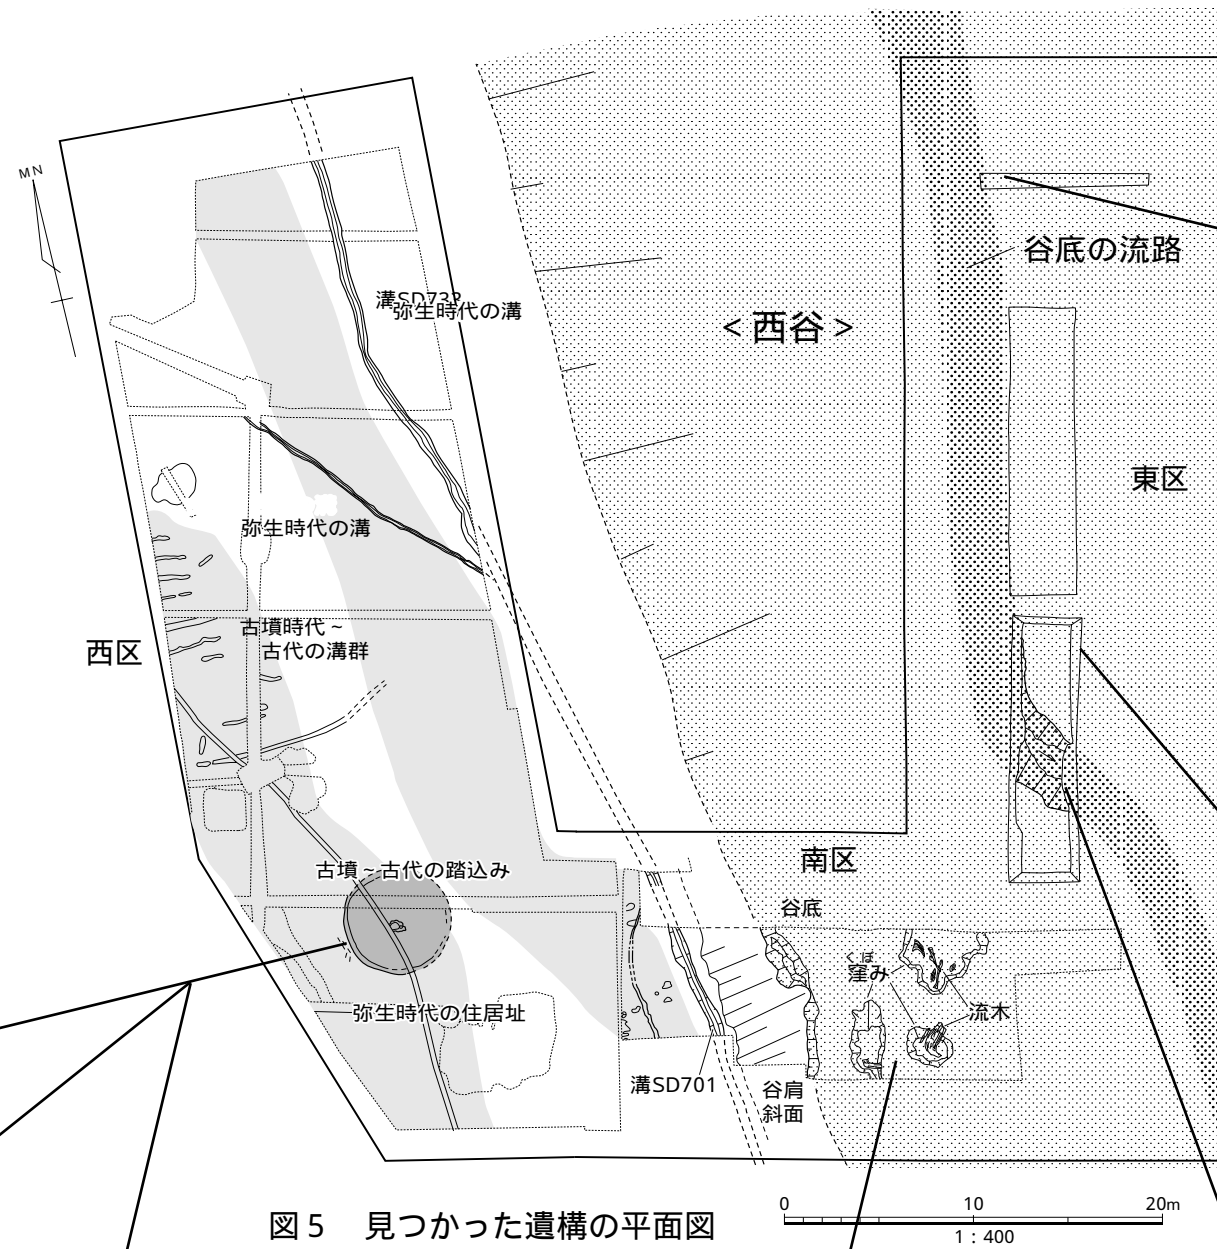 MN
谷底の流路
溝SD733
弥生時代の溝
<西谷>
東区
弥生時代の溝
古墳時代～
古代の溝群
西区
古墳～古代の踏込み
南区
谷底
くぼ
窪み
弥生時代の住居址
流木
溝SD701
谷肩
斜面
図5　見つかった遺構の平面図
0 10 20m
1：400